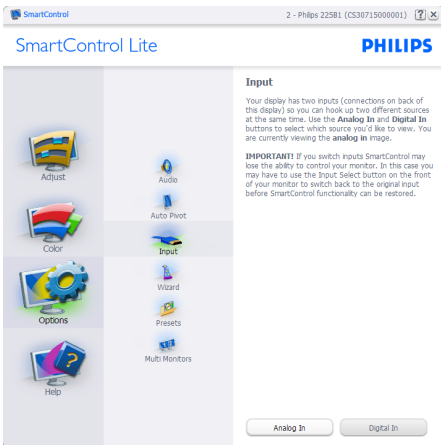 SmartControl
2 - Philips 225B1 (CS30715000001) ? ×
SmartControl Lite
PHILIPS
Adjust
Color
Options
Help
Audio
Auto Pivot
Input
Wizard
Presets
Multi Monitors
Input
Your display has two inputs (connections on back of
this display) so you can hook up two different sources
at the same time. Use the Analog In and Digital In
buttons to select which source you'd like to view. You
are currently viewing the analog in image.
IMPORTANT! If you switch inputs SmartControl may
lose the ability to control your monitor. In this case you
may have to use the Input Select button on the front
of your monitor to switch back to the original input
before SmartControl functionality can be restored.
Analog In
Digital In